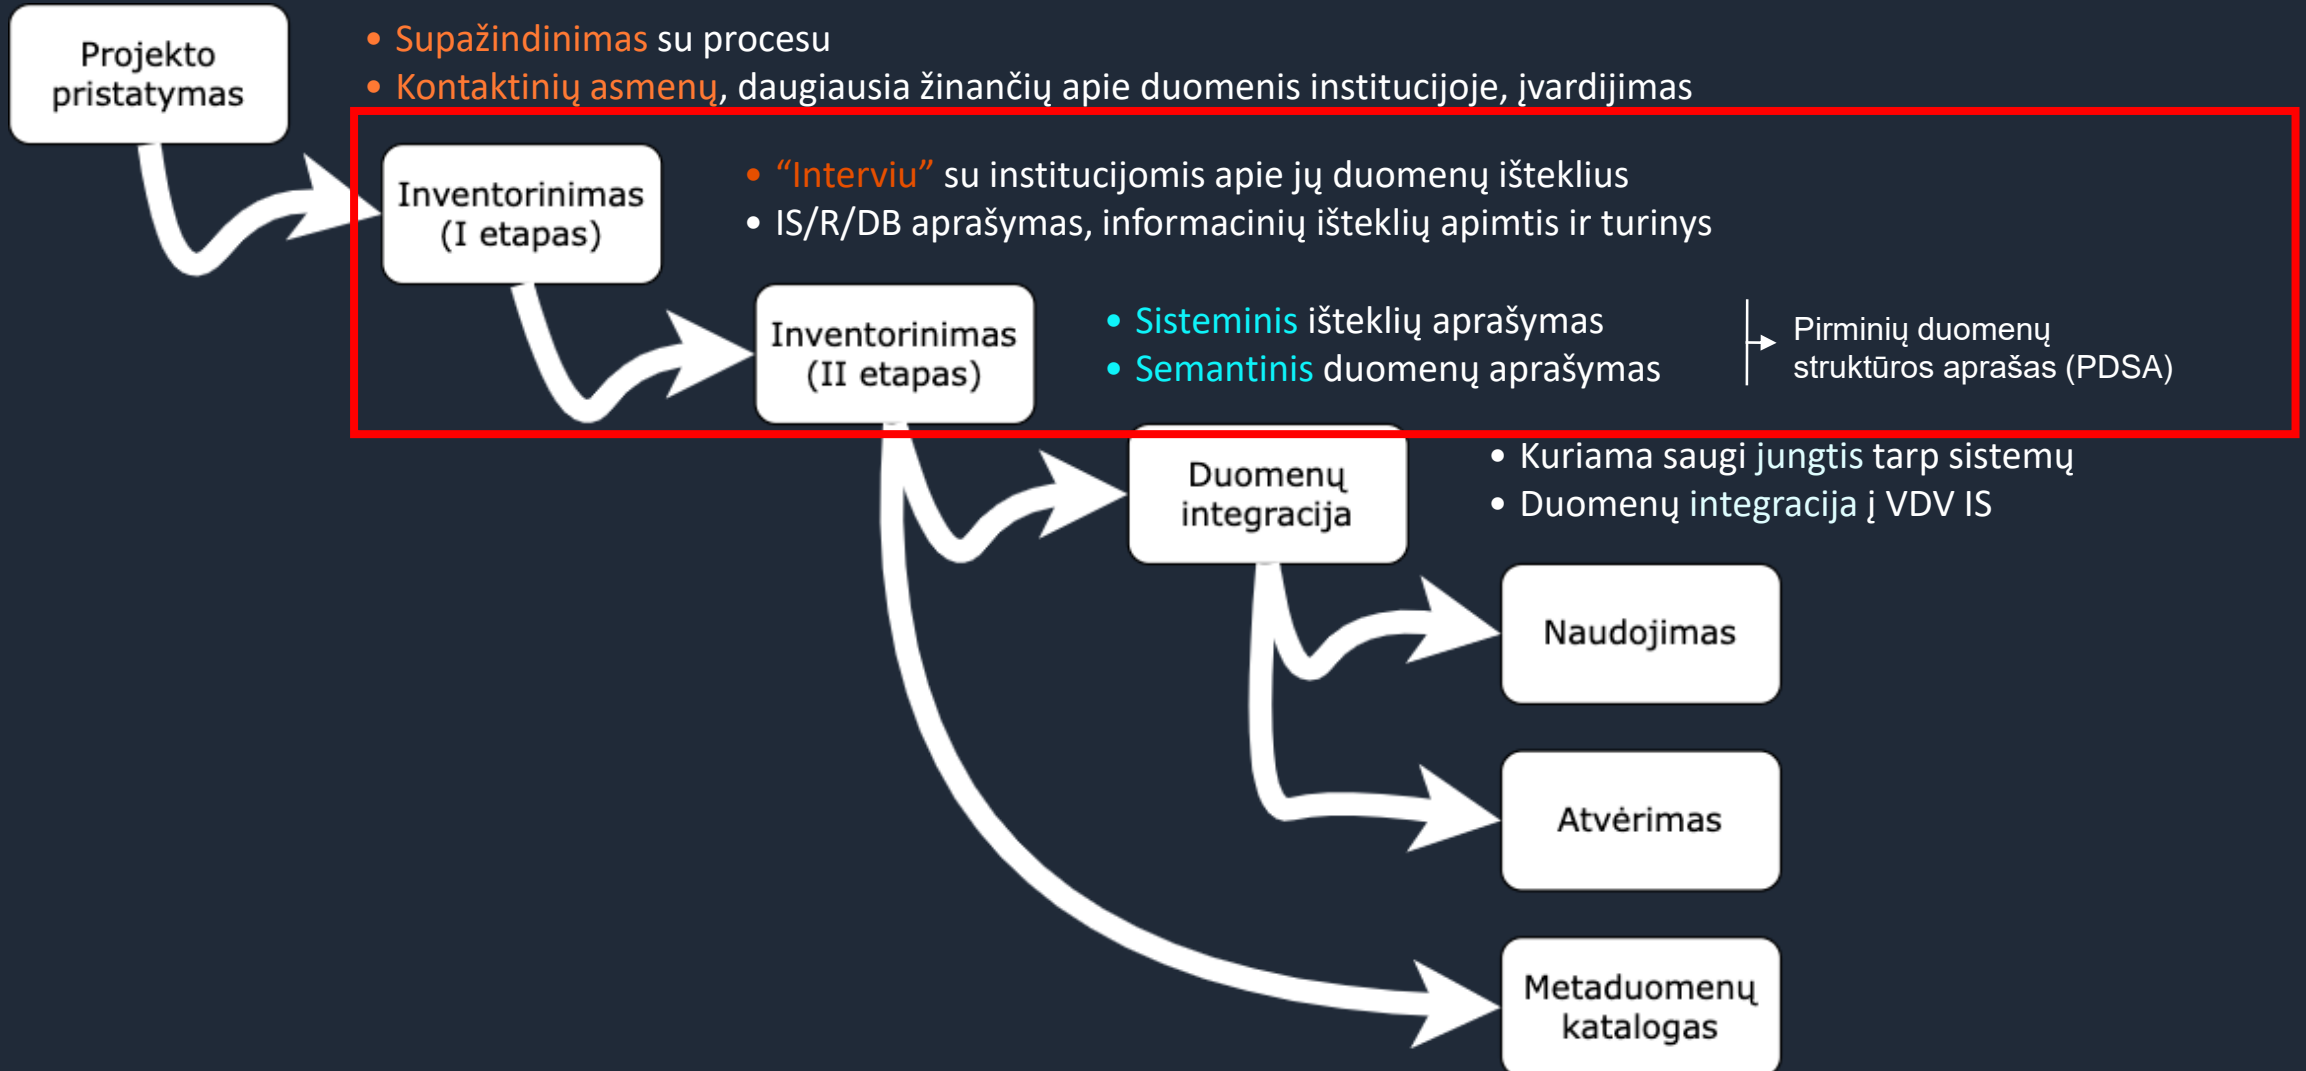 Projekto
pristatymas
• Supažindinimas su procesu
• Kontaktinių asmenų, daugiausia žinančių apie duomenis institucijoje, įvardijimas
Inventorinimas
(I etapas)
• “Interviu” su institucijomis apie jų duomenų išteklius
• IS/R/DB aprašymas, informacinių išteklių apimtis ir turinys
Inventorinimas
(II etapas)
• Sisteminis išteklių aprašymas
• Semantinis duomenų aprašymas
Pirminių duomenų
struktūros aprašas (PDSA)
Duomenų
integracija
• Kuriama saugi jungtis tarp sistemų
• Duomenų integracija į VDV IS
Naudojimas
Atvėrimas
Metaduomenų
katalogas